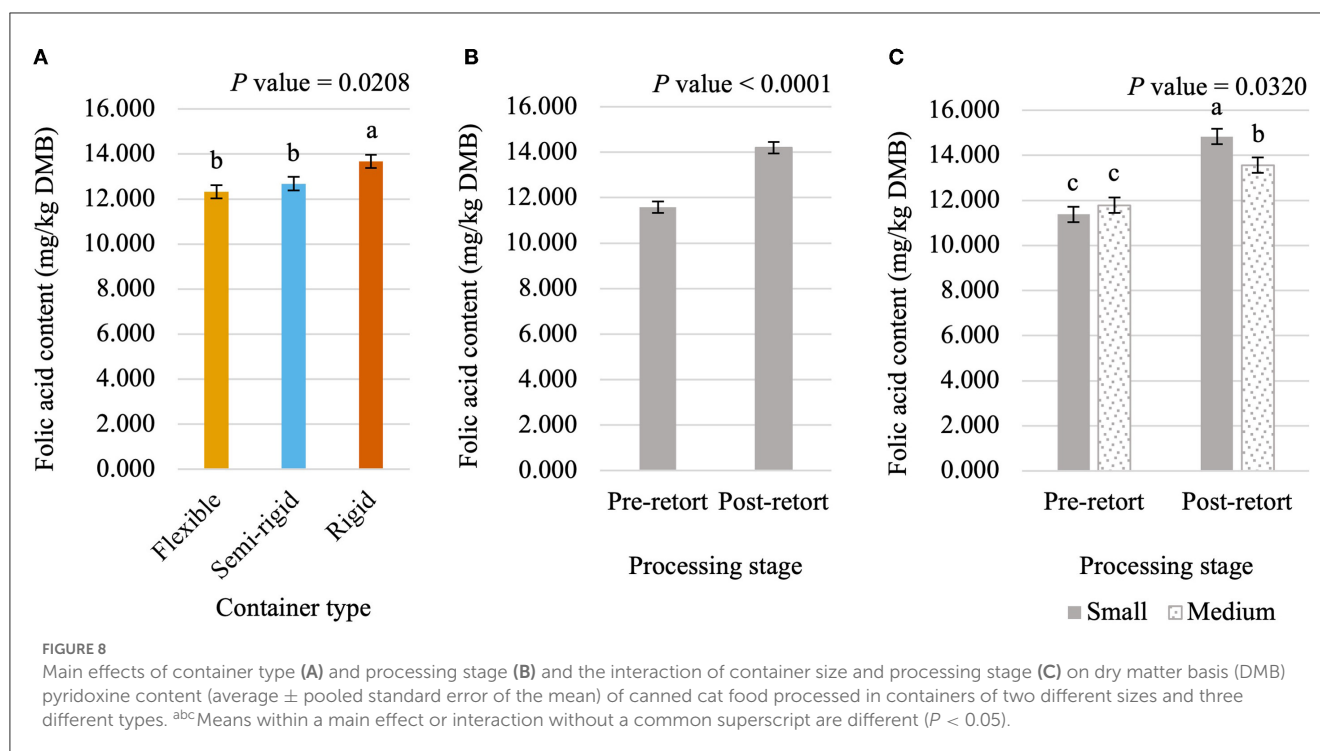 A
P value = 0.0208
16.000
14.000
12.000
10.000
8.000
6.000
4.000
2.000
0.000
Folic acid content (mg/kg DMB)
b
b
a
Flexible
Semi-rigid
Rigid
Container type
B
P value < 0.0001
16.000
14.000
12.000
10.000
8.000
6.000
4.000
2.000
0.000
Folic acid content (mg/kg DMB)
Pre-retort Post-retort
Processing stage
C
P value = 0.0320
16.000
14.000
12.000
10.000
8.000
6.000
4.000
2.000
0.000
Folic acid content (mg/kg DMB)
c
c
a
b
Pre-retort Post-retort
Processing stage
Small Medium
FIGURE 8
Main effects of container type (A) and processing stage (B) and the interaction of container size and processing stage (C) on dry matter basis (DMB)
pyridoxine content (average ± pooled standard error of the mean) of canned cat food processed in containers of two different sizes and three
different types. abcMeans within a main effect or interaction without a common superscript are different (P < 0.05).